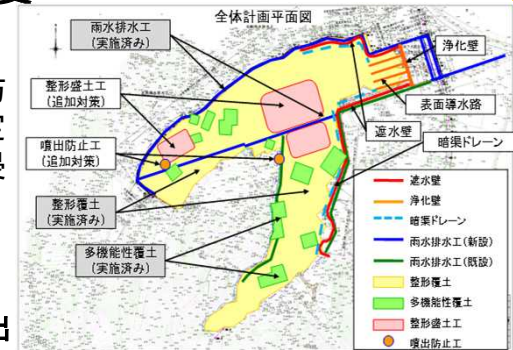 全体計画平面図
雨水排水工
(実施済み)
浄化壁
整形盛土工
(追加対策)
表面導水路
遮水壁
噴出防止工
(追加対策)
暗渠ドレーン
整形覆土
(実施済み)
多機能性覆土
(実施済み)
遮水壁
浄化壁
暗渠ドレーン
雨水排水工(新設)
雨水排水工(既設)
整形覆土
多機能性覆土
整形盛土工
噴出防止工
出